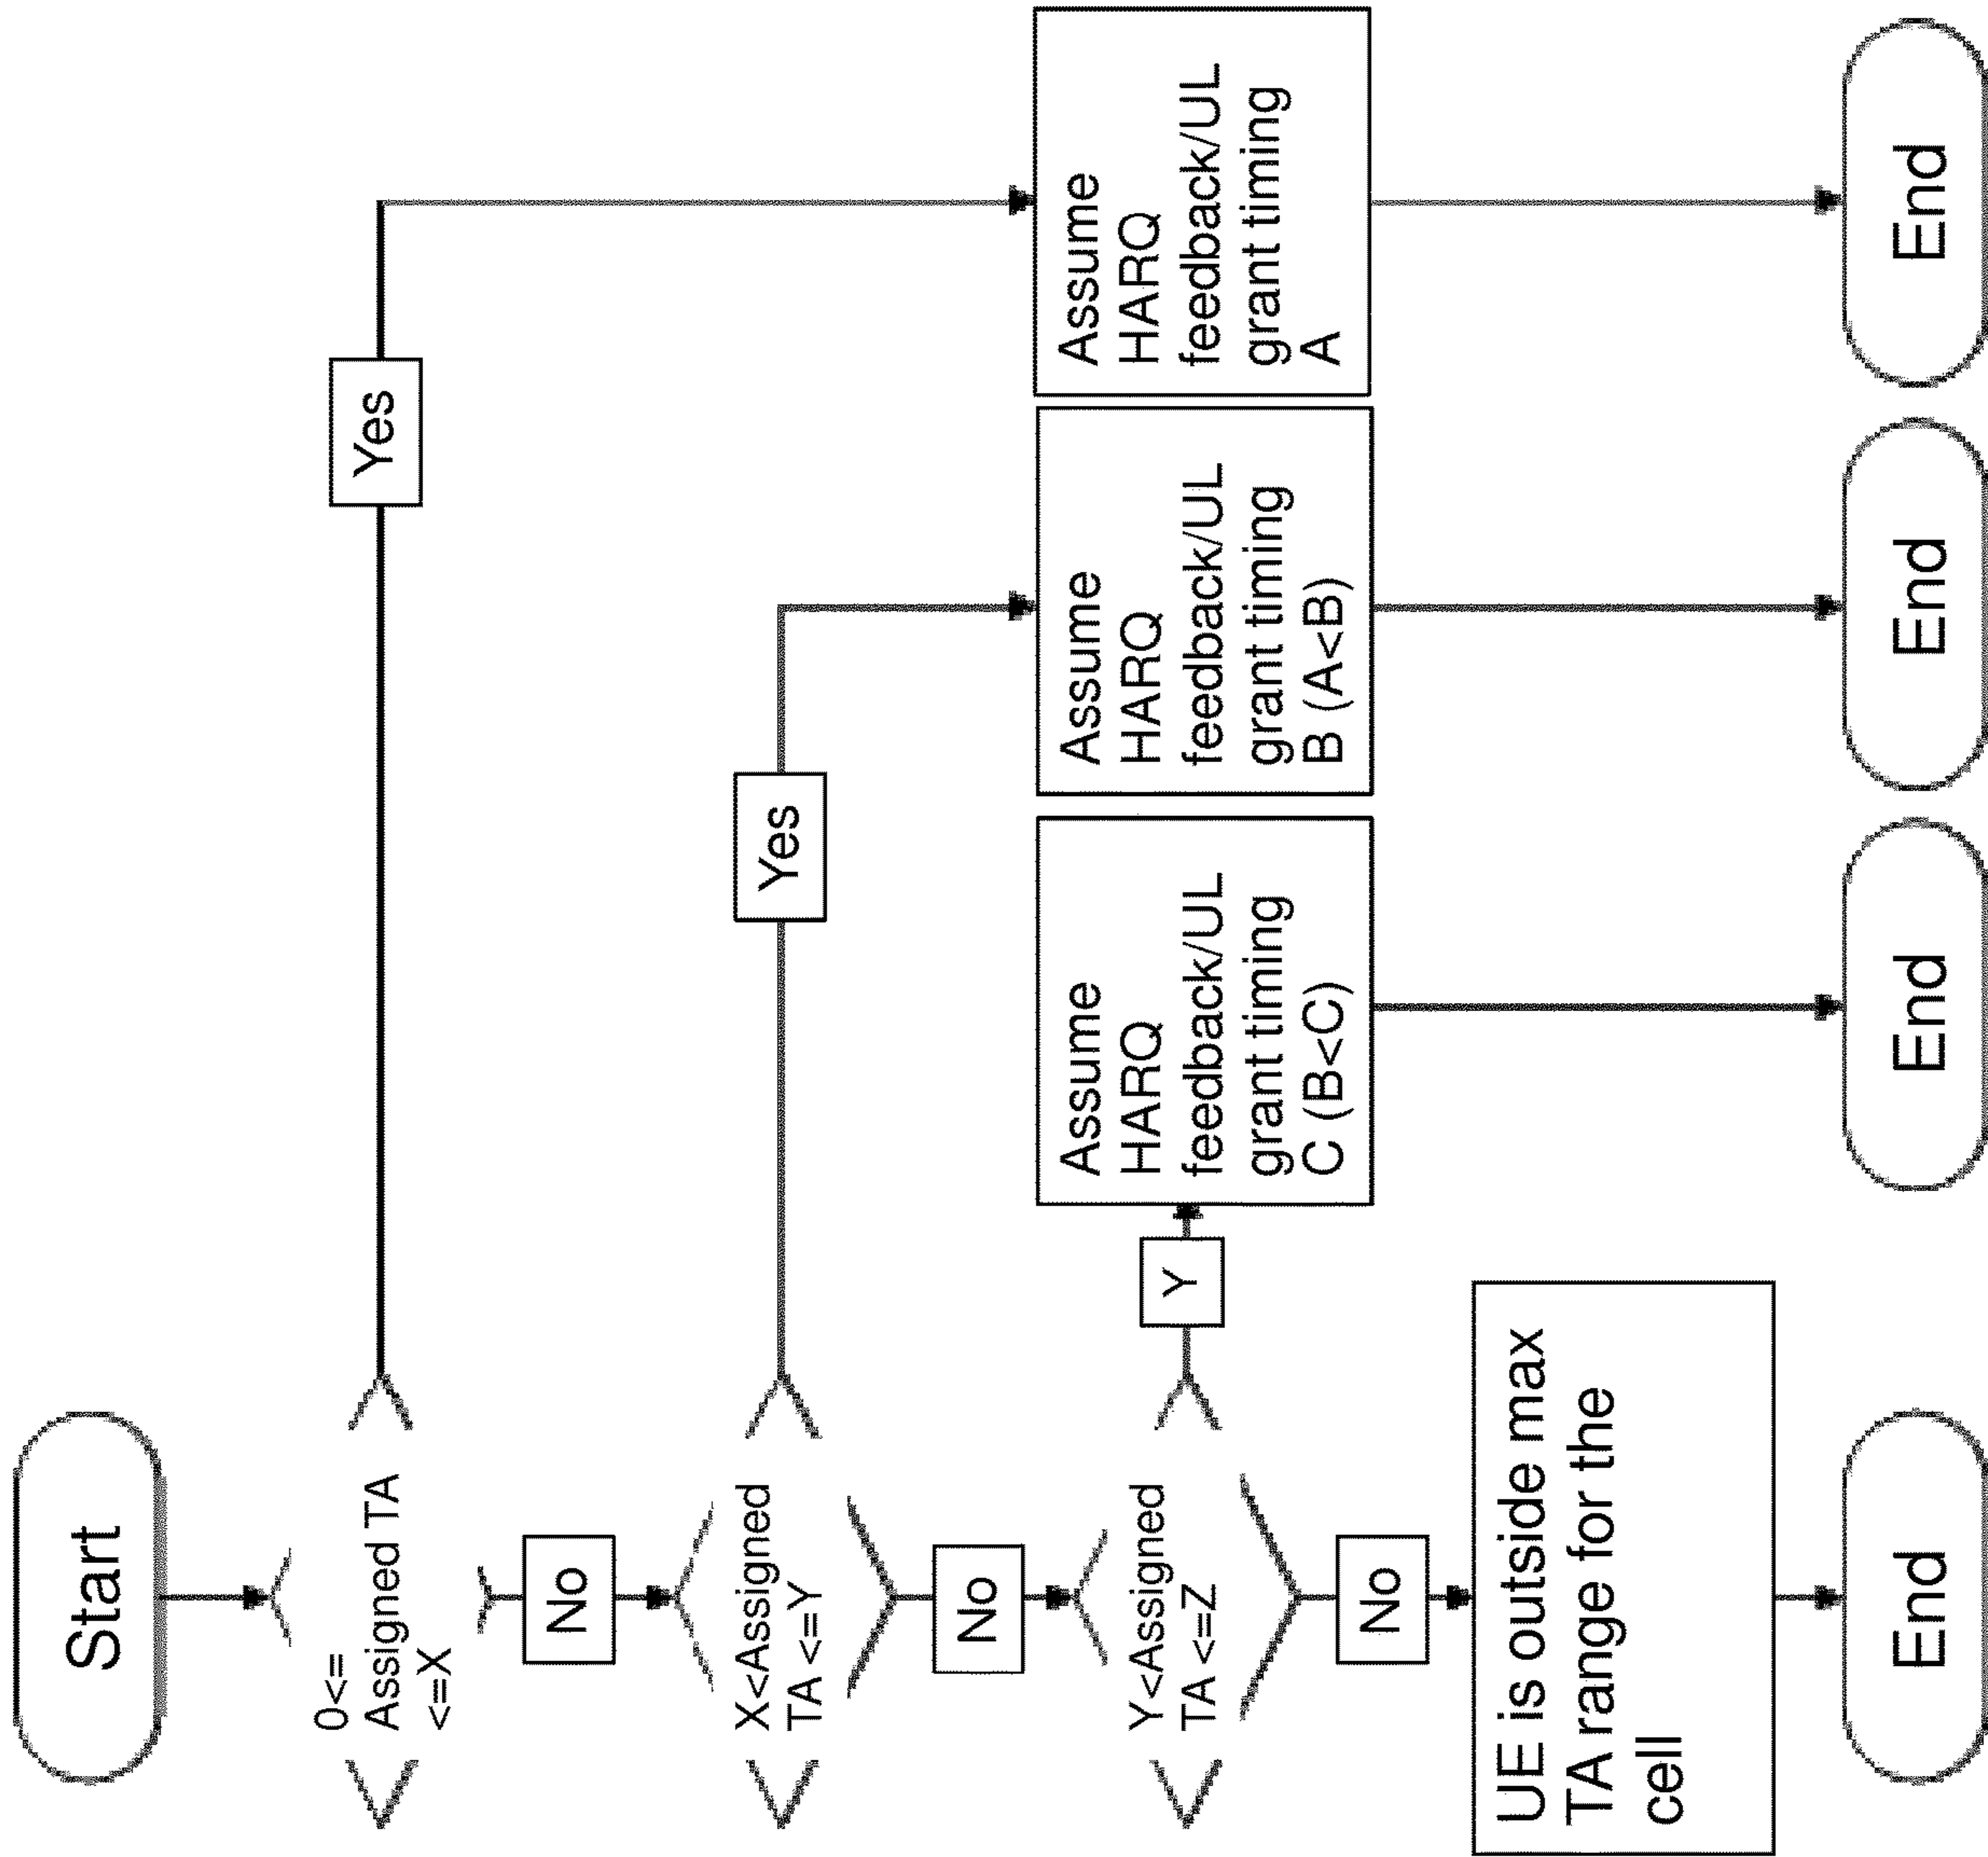 Start
0<=
Assigned TA
<=X
Yes
No
X<Assigned
TA <=Y
Yes
No
Y<Assigned
TA <=Z
Y
No
UE is outside max
TA range for the
cell
Assume
HARQ
feedback/UL
grant timing
C (B<C)
Assume
HARQ
feedback/UL
grant timing
B (A<B)
Assume
HARQ
feedback/UL
grant timing
A
End
End
End
End